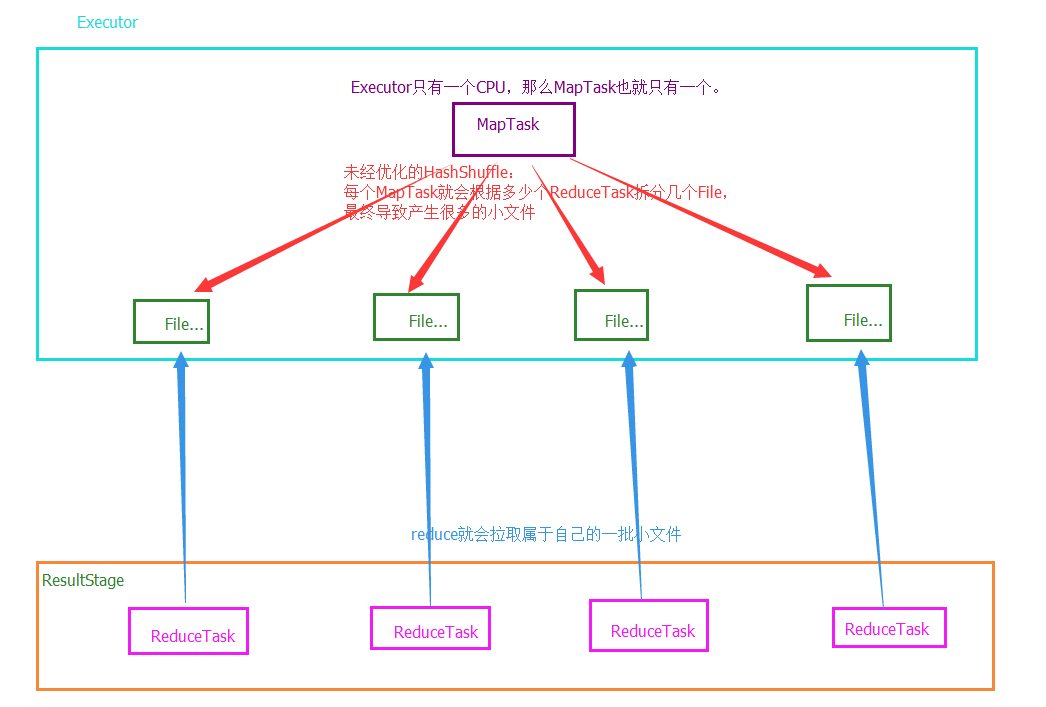 Executor
Executor只有一个CPU，那么MapTask也就只有一个。
MapTask
未经优化的HashShuffle：
每个MapTask就会根据多少个ReduceTask拆分几个File，
最终导致产生很多的小文件
File...
File...
File...
File...
reduce就会拉取属于自己的一批小文件
ResultStage
ReduceTask
ReduceTask
ReduceTask
ReduceTask